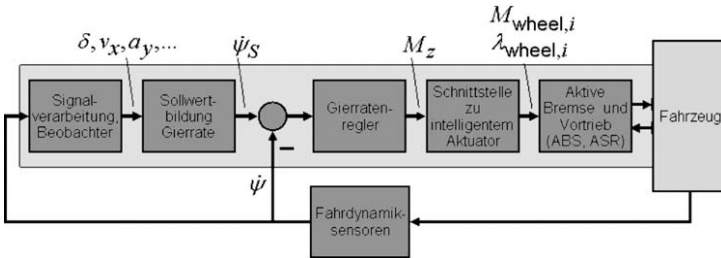 δ, vₓ, a_y,...
ψ̇_S
M_z
M_wheel,i
λ_wheel,i
Signal-
verarbeitung,
Beobachter
Sollwert-
bildung
Gierrate
Gierraten-
regler
Schnittstelle
zu
intelligentem
Aktuator
Aktive
Bremse und
Vortrieb
(ABS, ASR)
Fahrzeug
–
ψ̇
Fahrdynamik-
sensoren